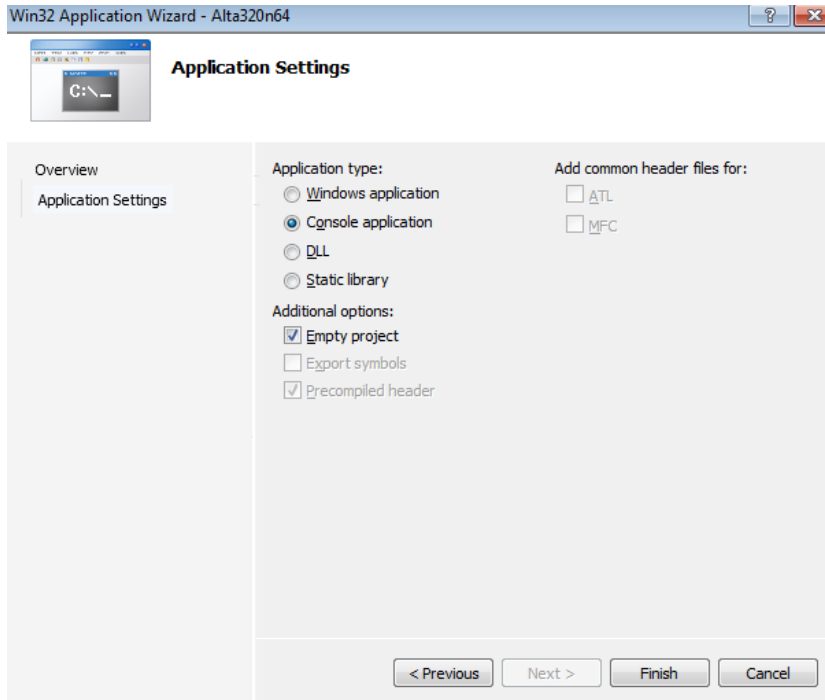 Win32 Application Wizard - Alta320n64
C:\_
Application Settings
Overview
Application Settings
Application type:
Windows application
Console application
DLL
Static library
Additional options:
Empty project
Export symbols
Precompiled header
Add common header files for:
ATL
MFC
< Previous
Next >
Finish
Cancel